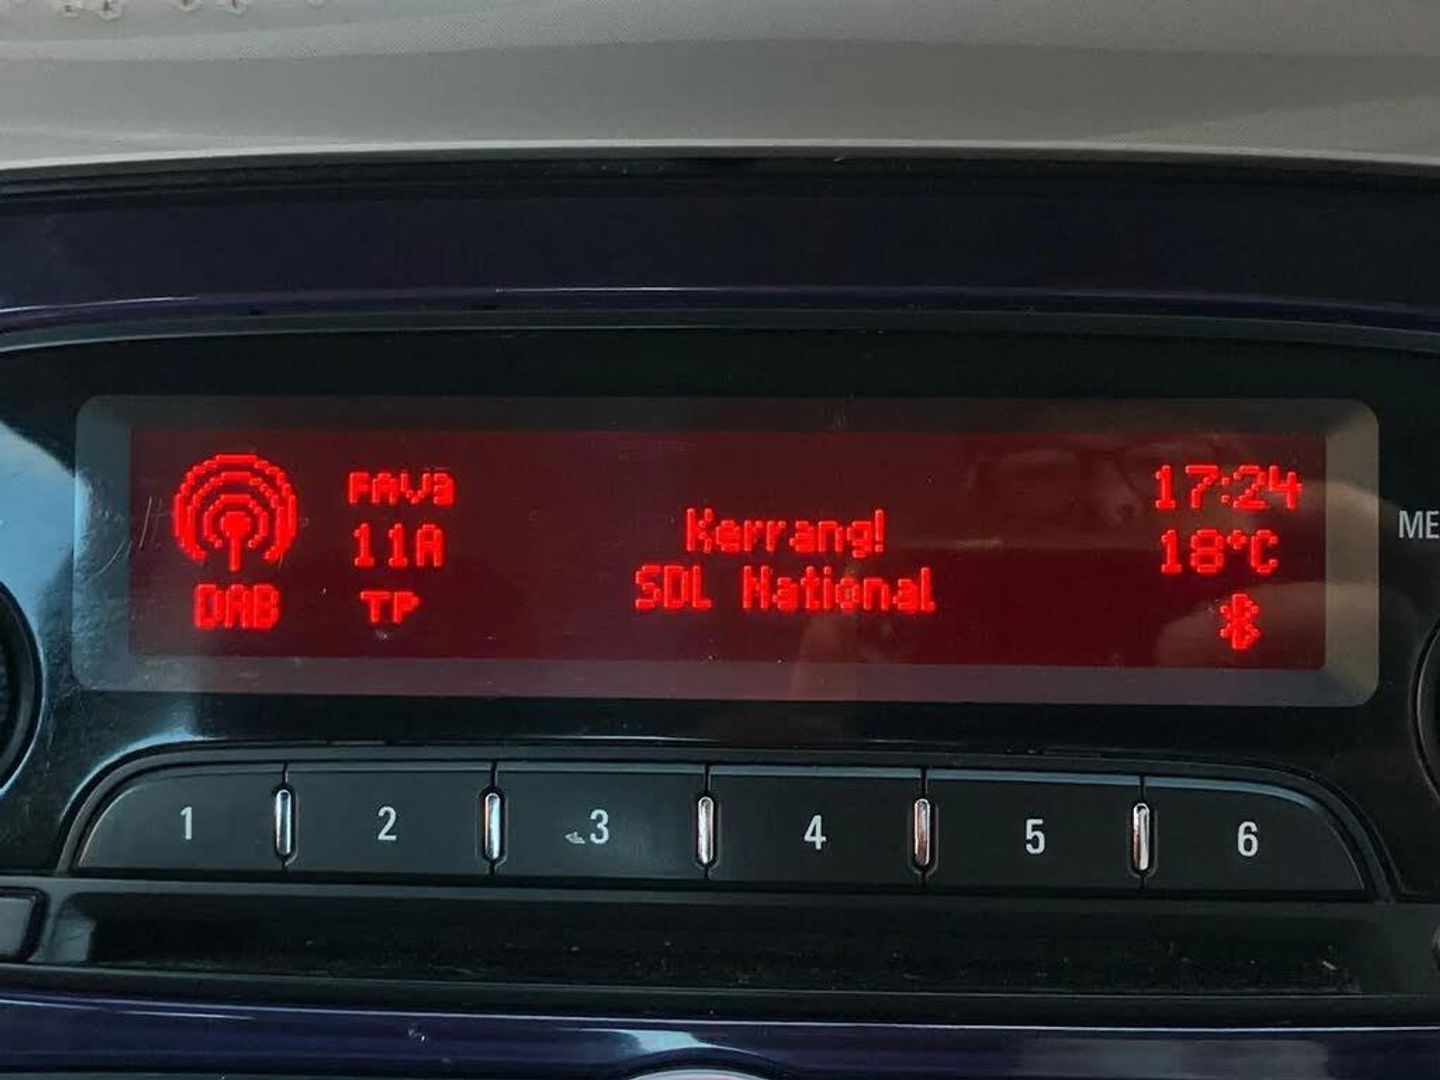 FAV3
11A
DAB
TP
Kerrang!
SDL National
17:24
18°C
ME
1 2 3 4 5 6